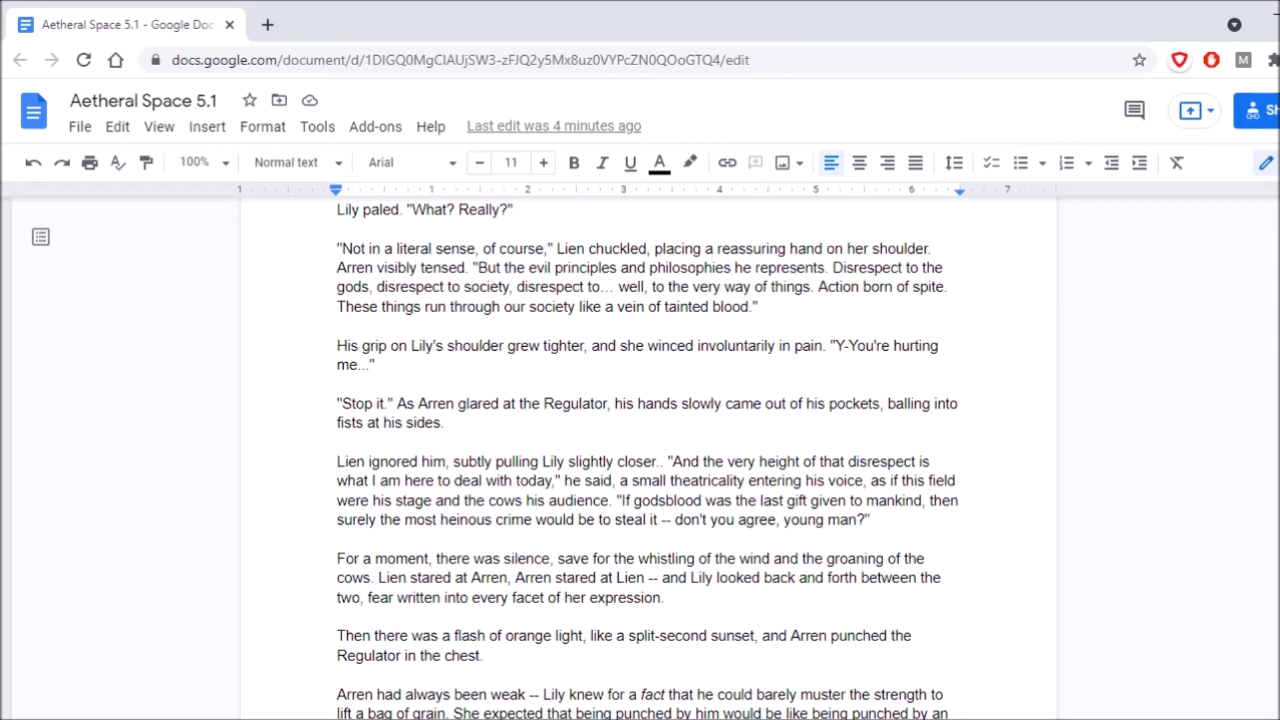 Aetheral Space 5.1 - Google Doc
docs.google.com/document/d/1DIGQ0MgCIAUjSW3-zFJQ2y5Mx8uz0VYPcZN0QOoGTQ4/edit
M
Aetheral Space 5.1
Sh
File Edit View Insert Format Tools Add-ons Help Last edit was 4 minutes ago
100% Normal text Arial 11 B I U A
1 1 2 3 4 5 6 7
Lily paled. "What? Really?"
"Not in a literal sense, of course," Lien chuckled, placing a reassuring hand on her shoulder.
Arren visibly tensed. "But the evil principles and philosophies he represents. Disrespect to the
gods, disrespect to society, disrespect to… well, to the very way of things. Action born of spite.
These things run through our society like a vein of tainted blood."
His grip on Lily's shoulder grew tighter, and she winced involuntarily in pain. "Y-You're hurting
me..."
"Stop it." As Arren glared at the Regulator, his hands slowly came out of his pockets, balling into
fists at his sides.
Lien ignored him, subtly pulling Lily slightly closer.. "And the very height of that disrespect is
what I am here to deal with today," he said, a small theatricality entering his voice, as if this field
were his stage and the cows his audience. "If godsblood was the last gift given to mankind, then
surely the most heinous crime would be to steal it -- don't you agree, young man?"
For a moment, there was silence, save for the whistling of the wind and the groaning of the
cows. Lien stared at Arren, Arren stared at Lien -- and Lily looked back and forth between the
two, fear written into every facet of her expression.
Then there was a flash of orange light, like a split-second sunset, and Arren punched the
Regulator in the chest.
Arren had always been weak -- Lily knew for a fact that he could barely muster the strength to
lift a bag of grain. She expected that being punched by him would be like being punched by an